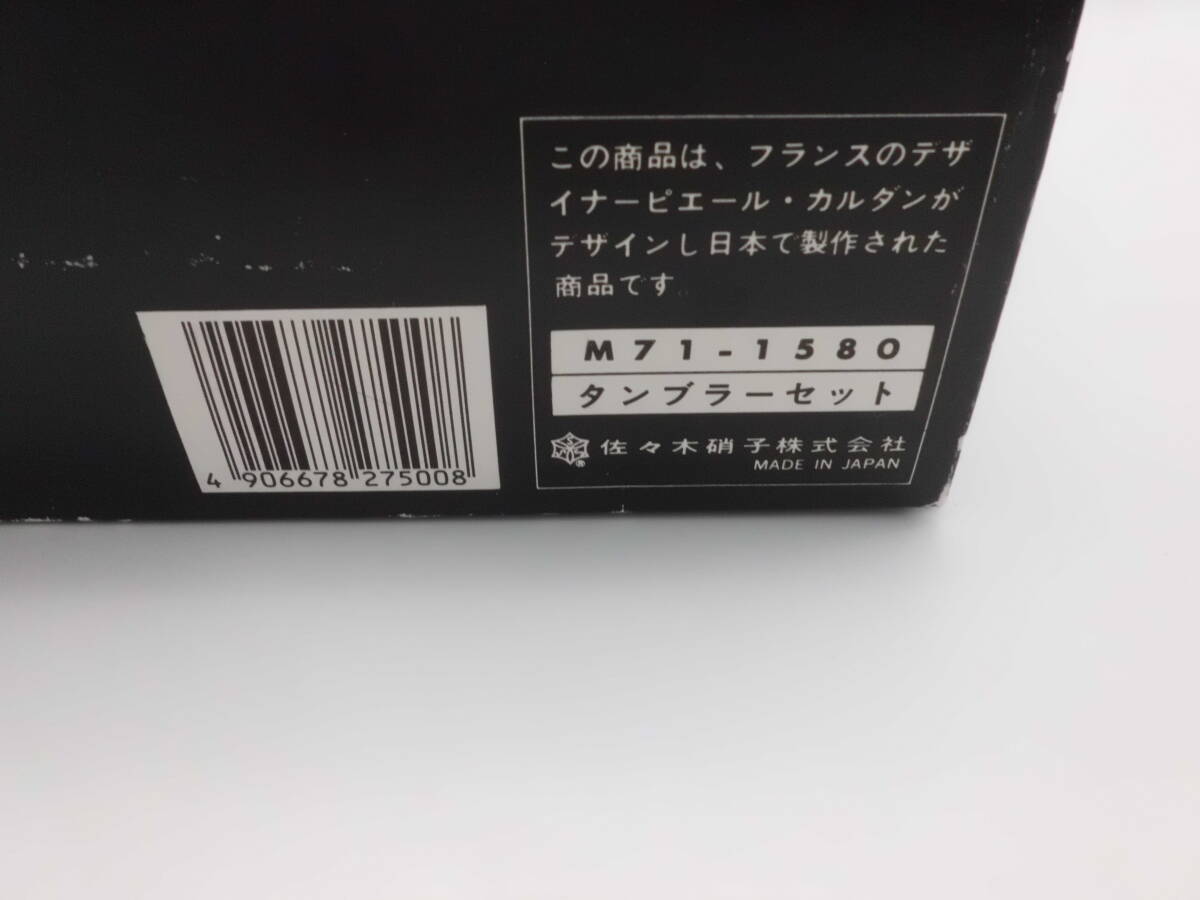 この商品は、フランスのデザ
イナーピエール・カルダンが
デザインし日本で製作された
商品です。
M71-1580
タンブラーセット
佐々木硝子株式会社
MADE IN JAPAN
4 906678 275008